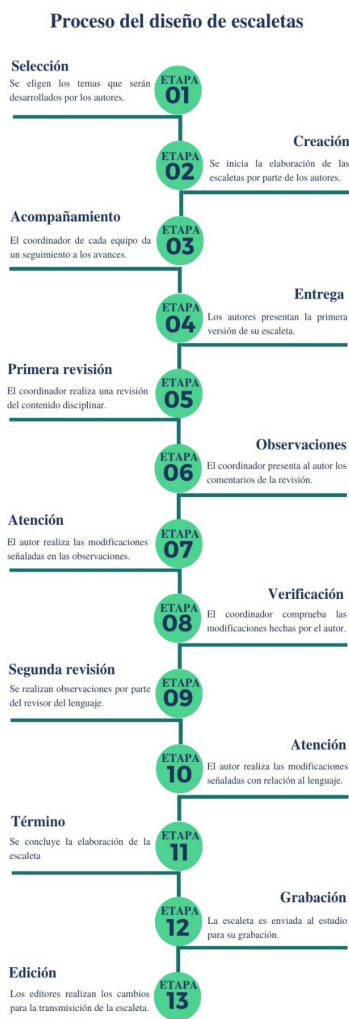 Proceso del diseño de escaletas
Selección
Se eligen los temas que serán
desarrollados por los autores.
ETAPA
01
Creación
Se inicia la elaboración de las
escaletas por parte de los autores.
ETAPA
02
Acompañamiento
El coordinador de cada equipo da
un seguimiento a los avances.
ETAPA
03
Entrega
Los autores presentan la primera
versión de su escaleta.
ETAPA
04
Primera revisión
El coordinador realiza una revisión
del contenido disciplinar.
ETAPA
05
Observaciones
El coordinador presenta al autor los
comentarios de la revisión.
ETAPA
06
Atención
El autor realiza las modificaciones
señaladas en las observaciones.
ETAPA
07
Verificación
El coordinador comprueba las
modificaciones hechas por el autor.
ETAPA
08
Segunda revisión
Se realizan observaciones por parte
del revisor del lenguaje.
ETAPA
09
Atención
El autor realiza las modificaciones
señaladas con relación al lenguaje.
ETAPA
10
Término
Se concluye la elaboración de la
escaleta
ETAPA
11
Grabación
La escaleta es enviada al estudio
para su grabación.
ETAPA
12
Edición
Los editores realizan los cambios
para la transmisición de la escaleta.
ETAPA
13